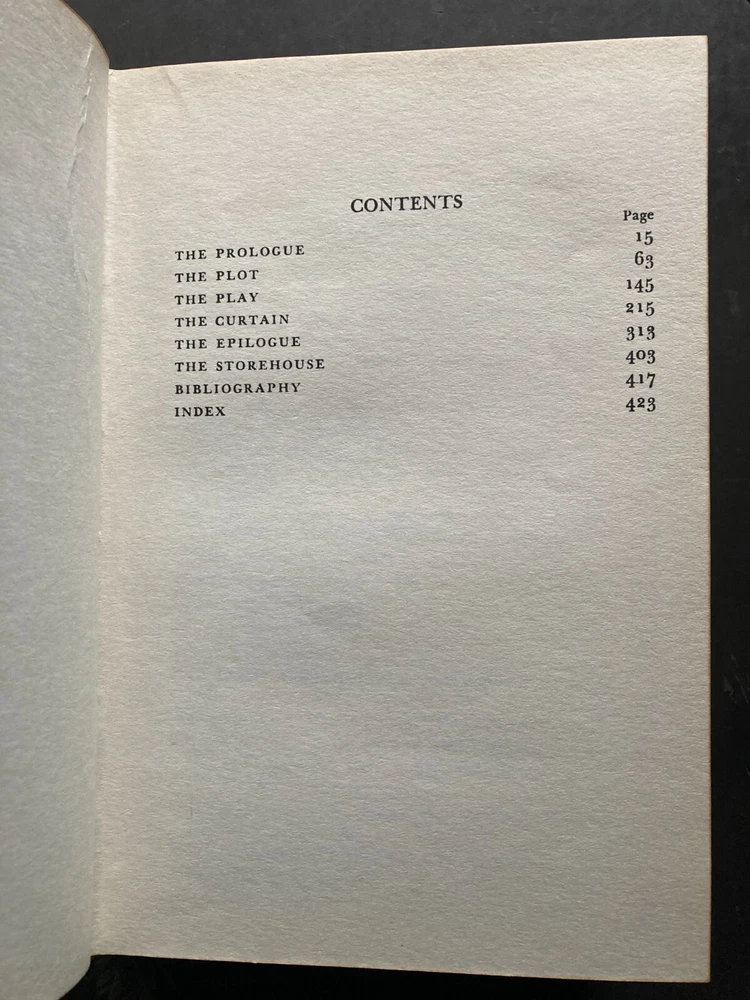 CONTENTS
Page
THE PROLOGUE 15
THE PLOT 63
THE PLAY 145
THE CURTAIN 215
THE EPILOGUE 313
THE STOREHOUSE 403
BIBLIOGRAPHY 417
INDEX 423